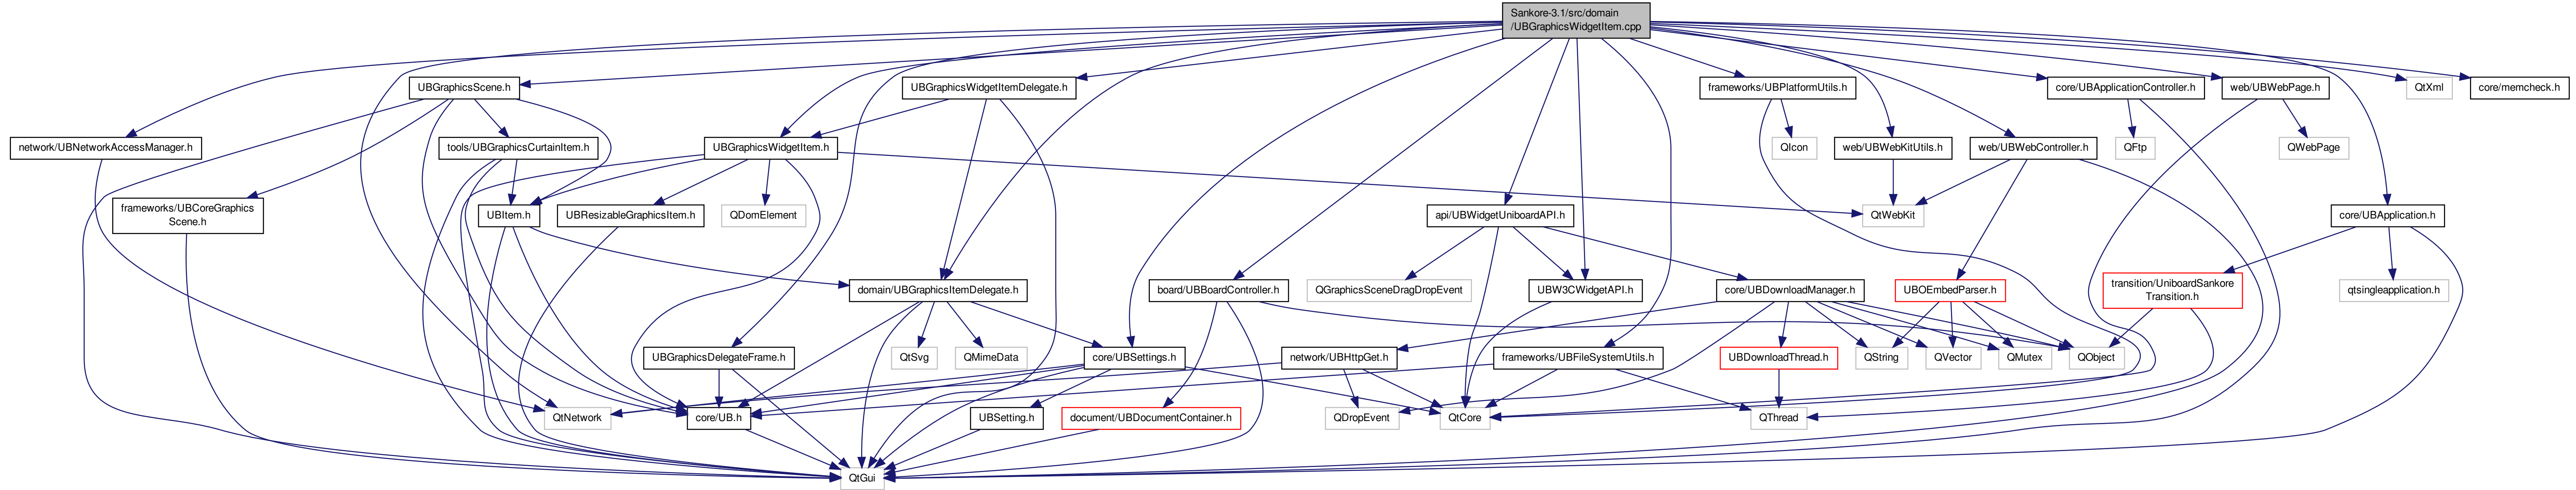 Sankore-3.1/src/domain
/UBGraphicsWidgetItem.cpp
UBGraphicsScene.h
UBGraphicsWidgetItemDelegate.h
frameworks/UBPlatformUtils.h
core/UBApplicationController.h
web/UBWebPage.h
QtXml
core/memcheck.h
network/UBNetworkAccessManager.h
tools/UBGraphicsCurtainItem.h
UBGraphicsWidgetItem.h
QIcon
web/UBWebKitUtils.h
web/UBWebController.h
QFtp
QWebPage
frameworks/UBCoreGraphics
Scene.h
UBItem.h
UBResizableGraphicsItem.h
QDomElement
api/UBWidgetUniboardAPI.h
QtWebKit
core/UBApplication.h
domain/UBGraphicsItemDelegate.h
board/UBBoardController.h
QGraphicsSceneDragDropEvent
UBW3CWidgetAPI.h
core/UBDownloadManager.h
UBOEmbedParser.h
transition/UniboardSankore
Transition.h
qtsingleapplication.h
UBGraphicsDelegateFrame.h
QtSvg
QMimeData
core/UBSettings.h
network/UBHttpGet.h
frameworks/UBFileSystemUtils.h
UBDownloadThread.h
QString
QVector
QMutex
QObject
QtNetwork
core/UB.h
UBSetting.h
document/UBDocumentContainer.h
QDropEvent
QtCore
QThread
QtGui